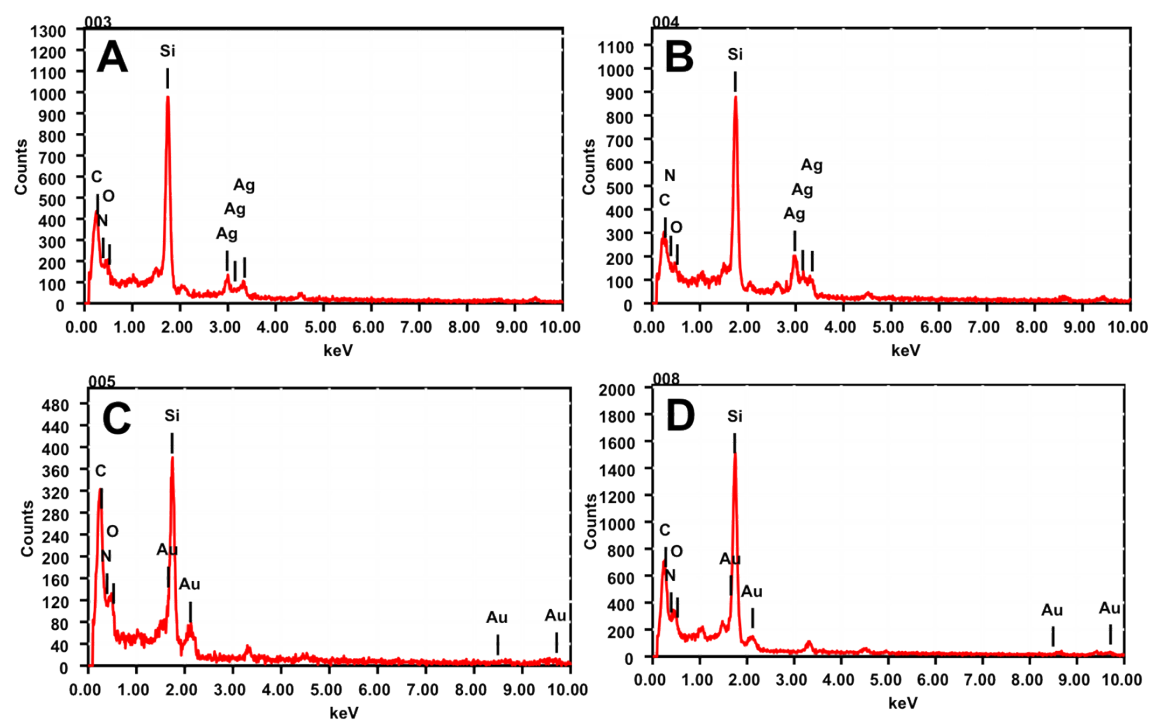 003
A
1300
1200
1100
1000
900
800
700
600
500
400
300
200
100
0
Counts
Si
C
O
N
Ag
Ag
Ag
0.00 1.00 2.00 3.00 4.00 5.00 6.00 7.00 8.00 9.00 10.00
keV
004
B
1100
1000
900
800
700
600
500
400
300
200
100
0
Counts
Si
N
C
O
Ag
Ag
Ag
0.00 1.00 2.00 3.00 4.00 5.00 6.00 7.00 8.00 9.00 10.00
keV
005
C
480
440
400
360
320
280
240
200
160
120
80
40
0
Counts
Si
C
O
N
Au
Au
Au
Au
0.00 1.00 2.00 3.00 4.00 5.00 6.00 7.00 8.00 9.00 10.00
keV
008
D
2000
1800
1600
1400
1200
1000
800
600
400
200
0
Counts
Si
C
O
N
Au
Au
Au
Au
0.00 1.00 2.00 3.00 4.00 5.00 6.00 7.00 8.00 9.00 10.00
keV